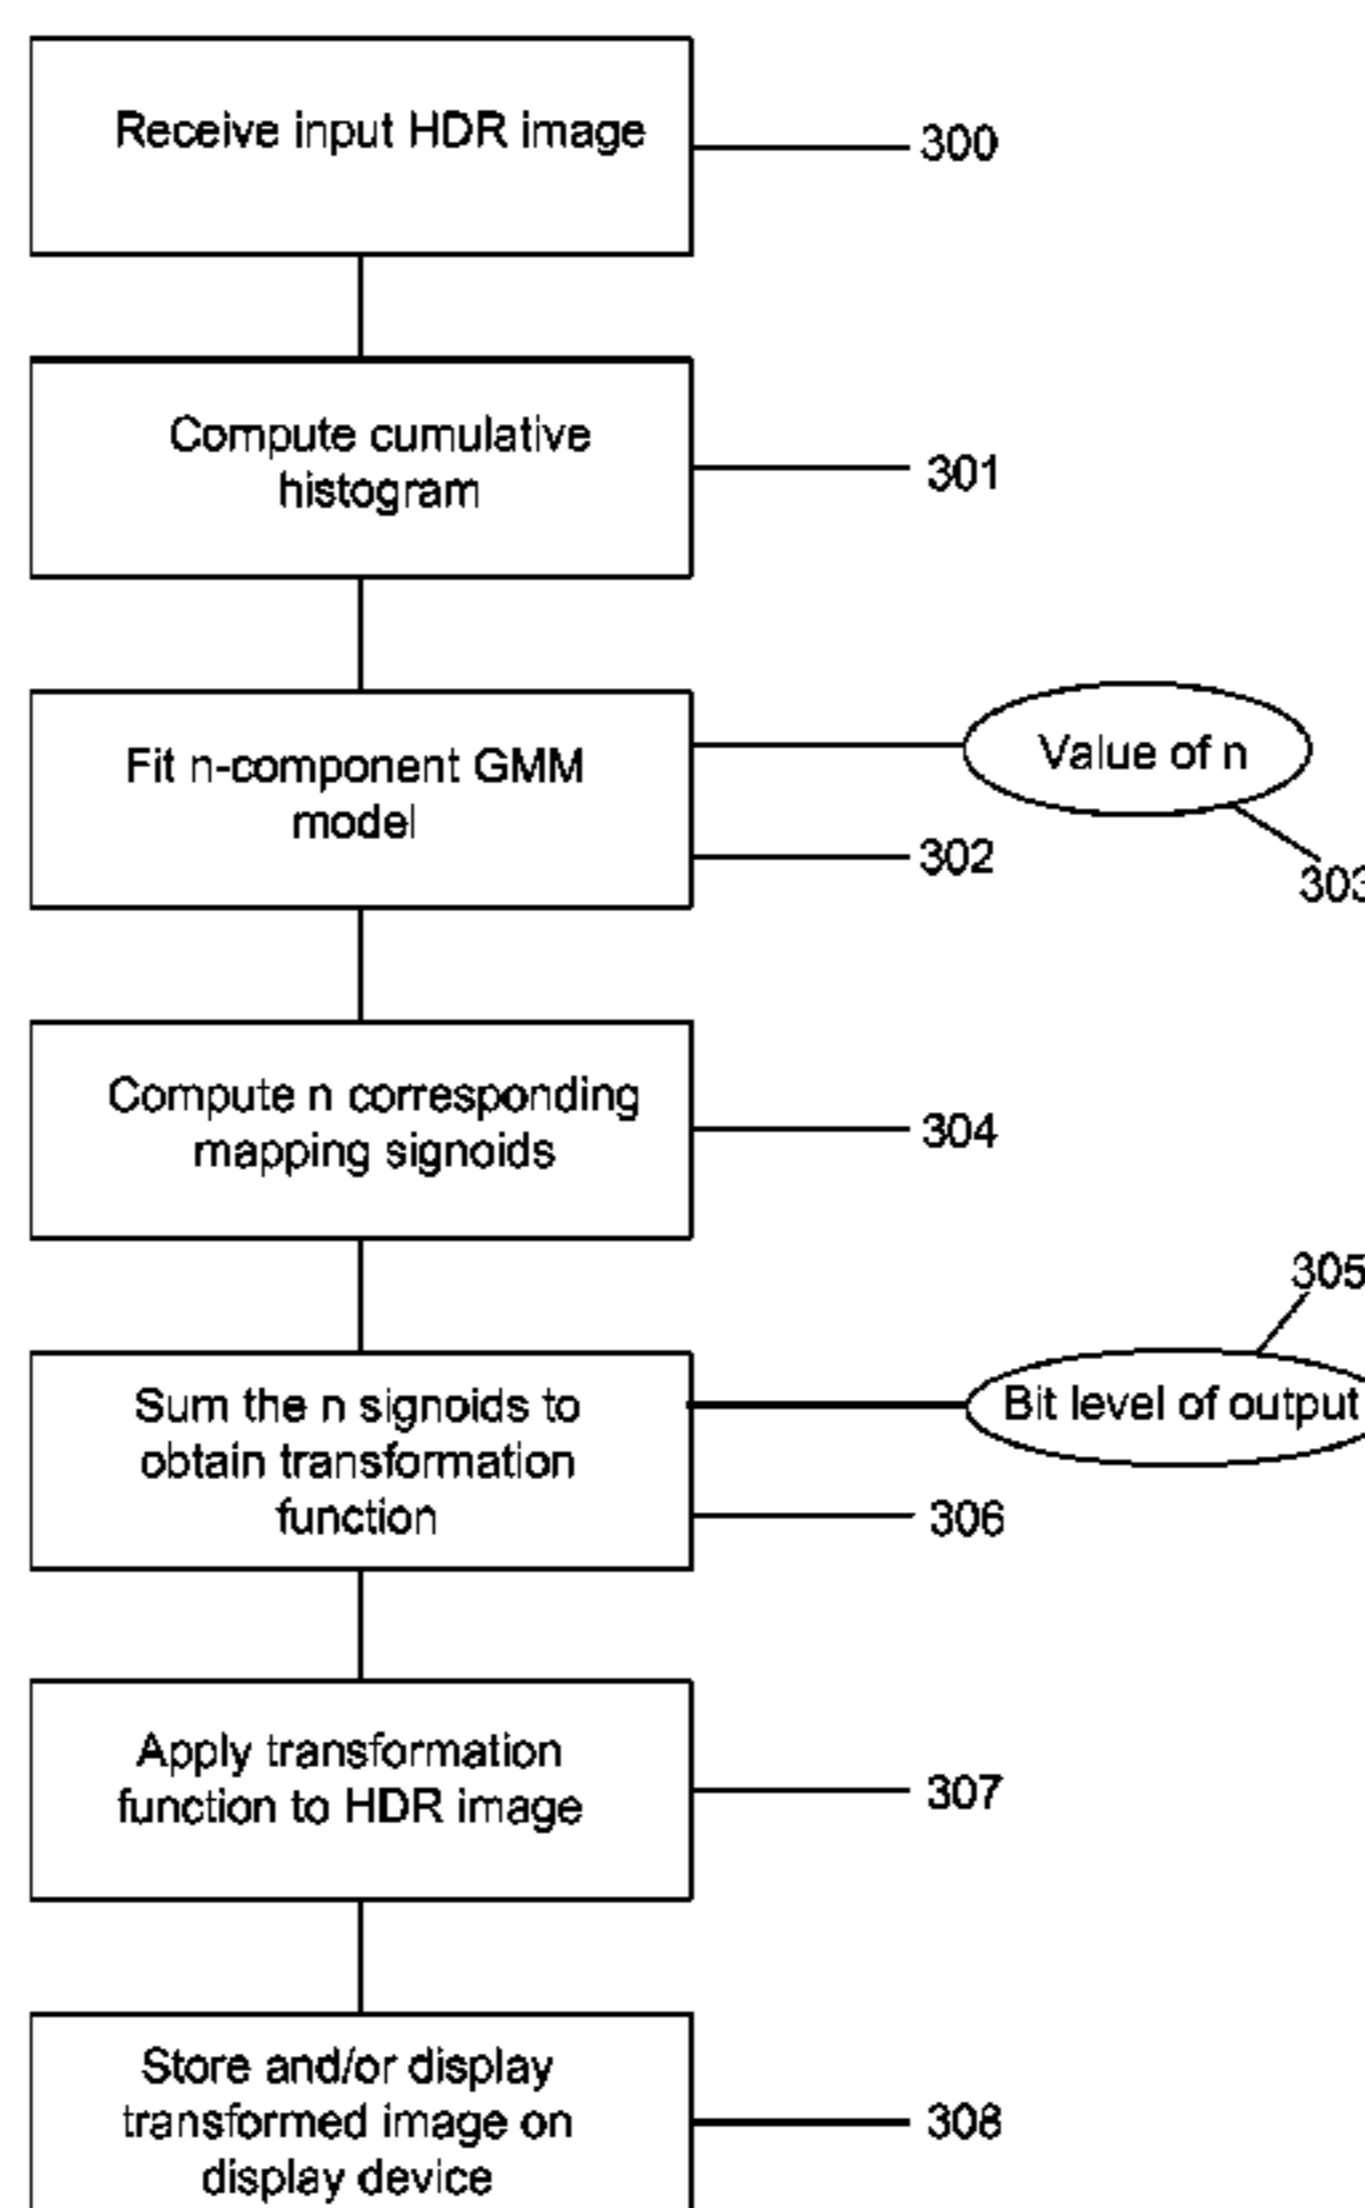 Receive input HDR image
300
Compute cumulative
histogram
301
Fit n-component GMM
model
Value of n
302
303
Compute n corresponding
mapping signoids
304
305
Sum the n signoids to
obtain transformation
function
Bit level of output
306
Apply transformation
function to HDR image
307
Store and/or display
transformed image on
display device
308